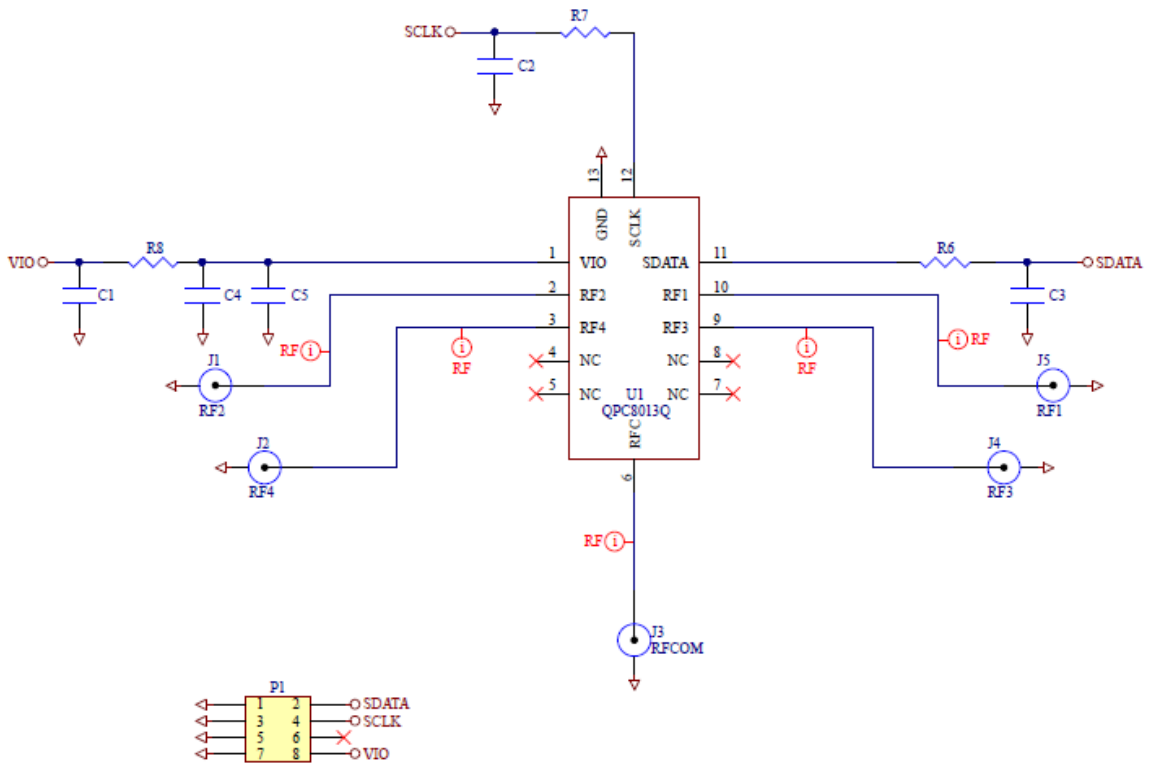 R7
SCLK
C2
13
12
GND
SCLK
R8
1
11
R6
VIO
VIO
SDATA
SDATA
C1
C4
C5
2
RF2
RF1
10
C3
3
RF4
RF3
9
RF
i
i
RF
i
RF
i
RF
4
NC
NC
8
J1
RF2
5
NC
NC
7
J5
RF1
U1
QPC8013Q
RFC
J2
RF4
J4
RF3
6
RF
i
J3
RFCOM
P1
1
2
SDATA
3
4
SCLK
5
6
7
8
VIO